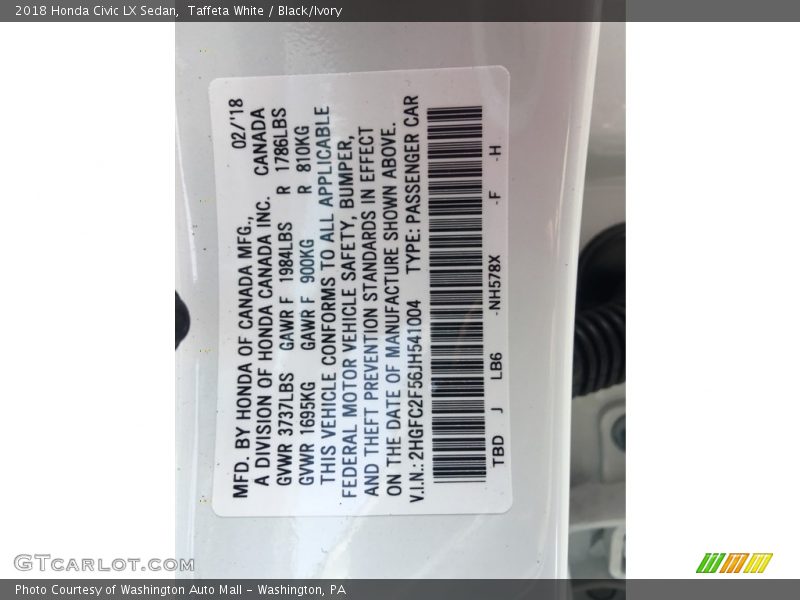 2018 Honda Civic LX Sedan,  Taffeta White / Black/Ivory
MFD. BY HONDA OF CANADA MFG., 02/'18
A DIVISION OF HONDA CANADA INC. CANADA
GVWR 3737LBS GAWR F 1984LBS R 1786LBS
GVWR 1695KG GAWR F 900KG R 810KG
THIS VEHICLE CONFORMS TO ALL APPLICABLE
FEDERAL MOTOR VEHICLE SAFETY, BUMPER,
AND THEFT PREVENTION STANDARDS IN EFFECT
ON THE DATE OF MANUFACTURE SHOWN ABOVE.
V.I.N.: 2HGFC2F56JH541004 TYPE: PASSENGER CAR
TBD J LB6 -NH578X -F -H
GTcarlot.com
Photo Courtesy of Washington Auto Mall - Washington, PA